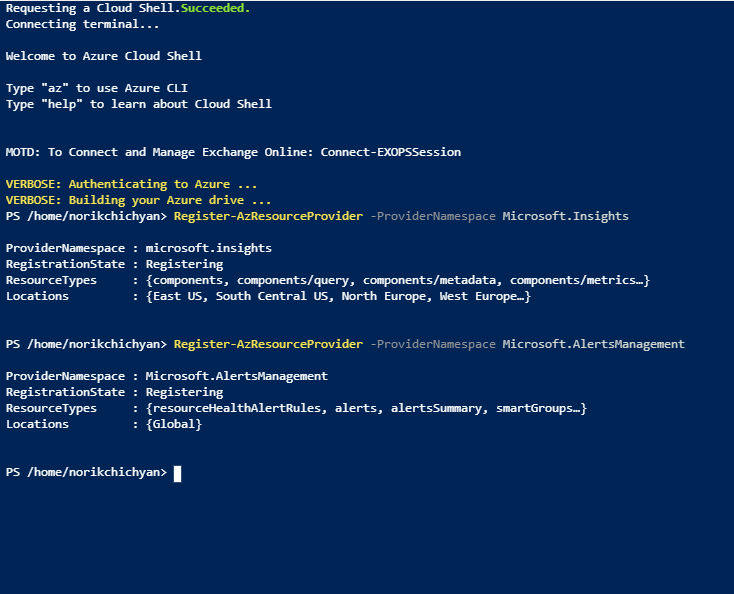 Requesting a Cloud Shell.Succeeded.
Connecting terminal...
Welcome to Azure Cloud Shell
Type "az" to use Azure CLI
Type "help" to learn about Cloud Shell
MOTD: To Connect and Manage Exchange Online: Connect-EXOPSSession
VERBOSE: Authenticating to Azure ...
VERBOSE: Building your Azure drive ...
PS /home/norikchichyan> Register-AzResourceProvider -ProviderNamespace Microsoft.Insights
ProviderNamespace : microsoft.insights
RegistrationState : Registering
ResourceTypes     : {components, components/query, components/metadata, components/metrics…}
Locations         : {East US, South Central US, North Europe, West Europe…}
PS /home/norikchichyan> Register-AzResourceProvider -ProviderNamespace Microsoft.AlertsManagement
ProviderNamespace : Microsoft.AlertsManagement
RegistrationState : Registering
ResourceTypes     : {resourceHealthAlertRules, alerts, alertsSummary, smartGroups…}
Locations         : {Global}
PS /home/norikchichyan>